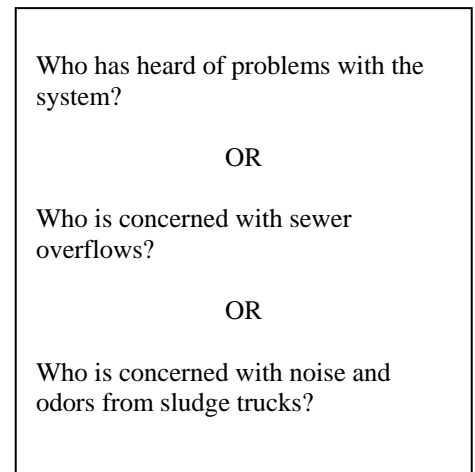 Who has heard of problems with the
system?
OR
Who is concerned with sewer
overflows?
OR
Who is concerned with noise and
odors from sludge trucks?